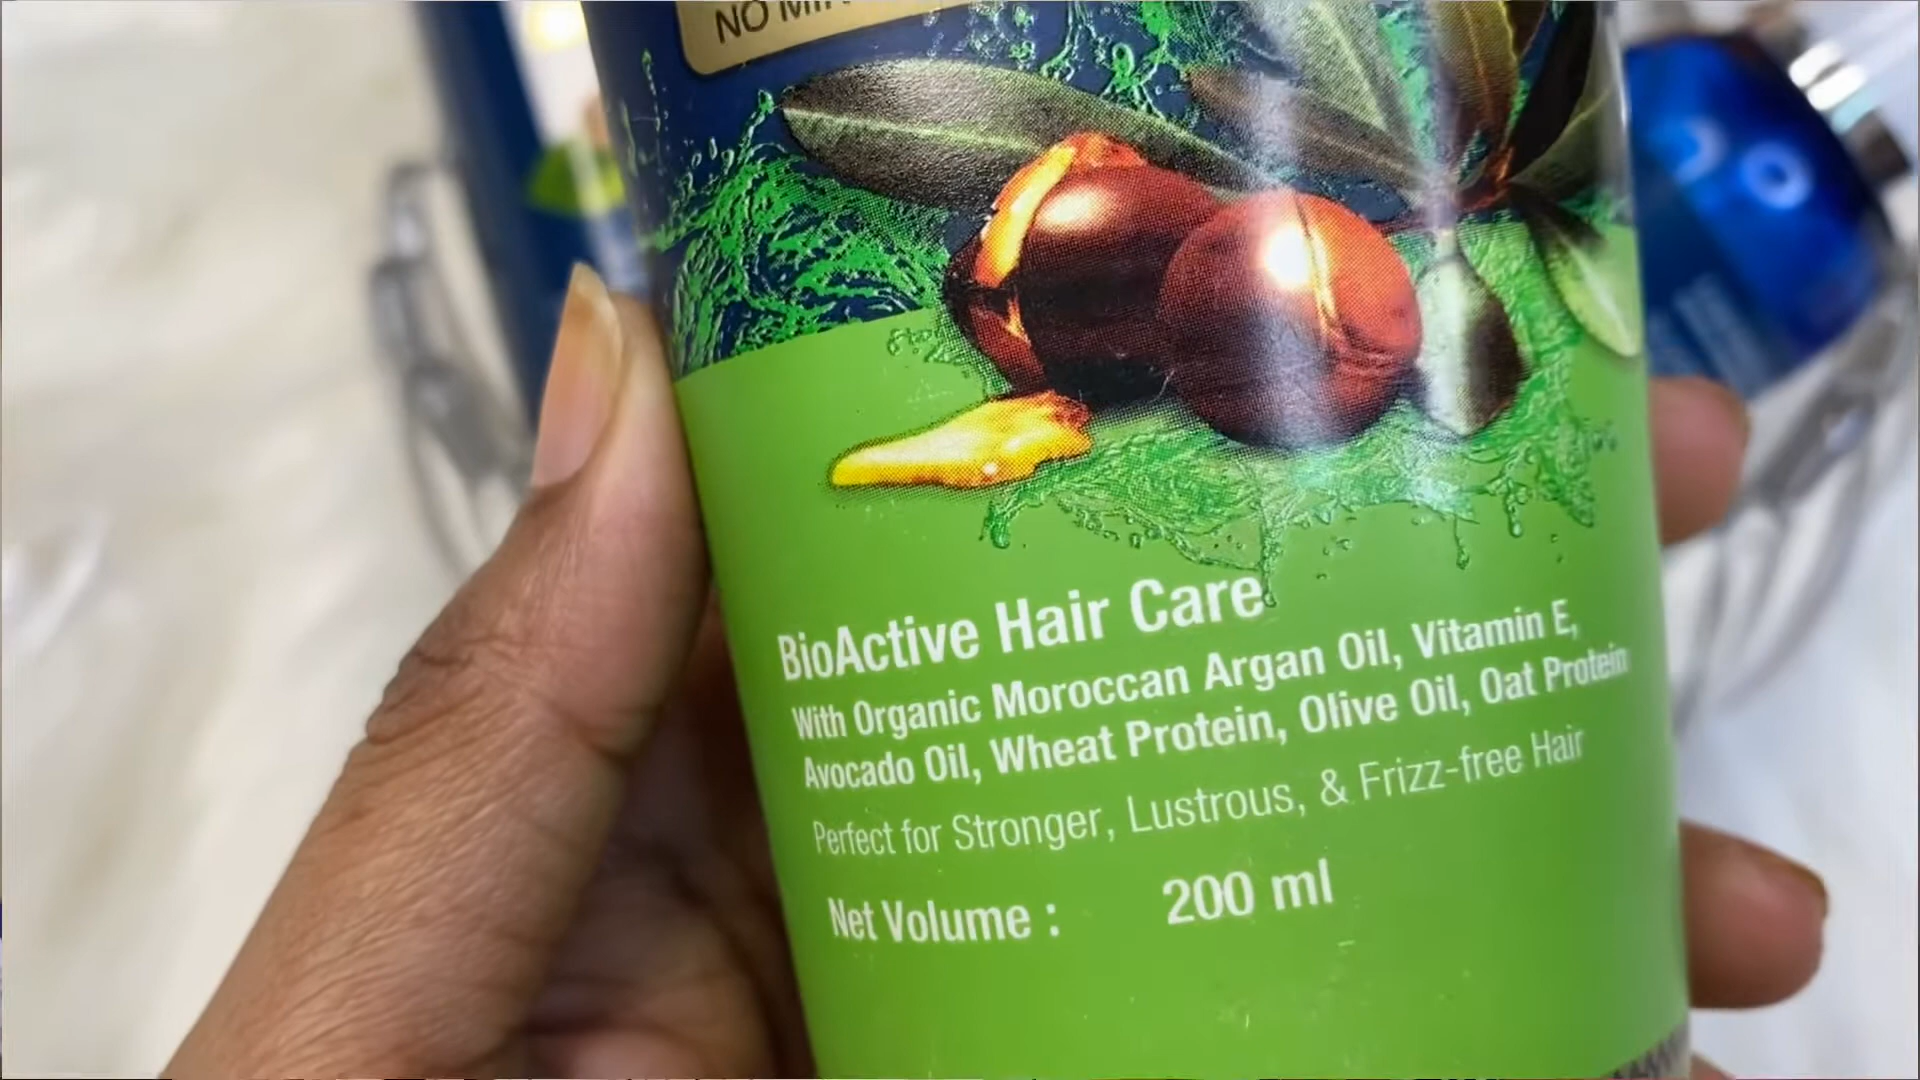 NO
BioActive Hair Care
With Organic Moroccan Argan Oil, Vitamin E,
Avocado Oil, Wheat Protein, Olive Oil, Oat Protein
Perfect for Stronger, Lustrous, & Frizz-free Hair
Net Volume : 200 ml